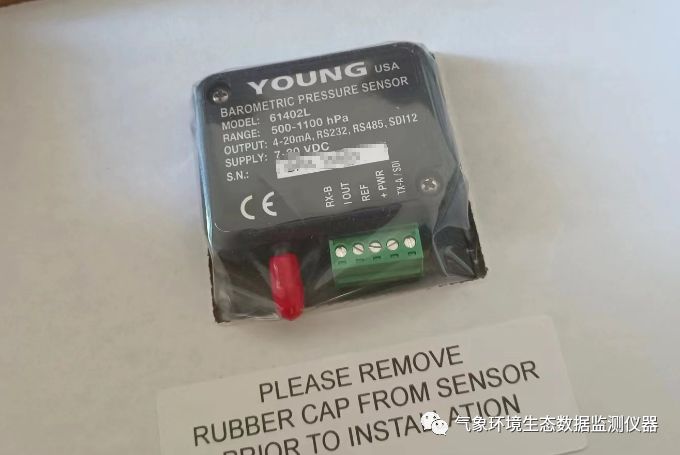 YOUNG USA
BAROMETRIC PRESSURE SENSOR
MODEL: 61402L
RANGE: 500-1100 hPa
OUTPUT: 4-20mA, RS232, RS485, SDI12
SUPPLY: 7-30 VDC
S.N.:
RX-B
I OUT
REF
+ PWR
TX-A / SDI
CE
PLEASE REMOVE
RUBBER CAP FROM SENSOR
PRIOR TO INSTALLATION
气象环境生态数据监测仪器